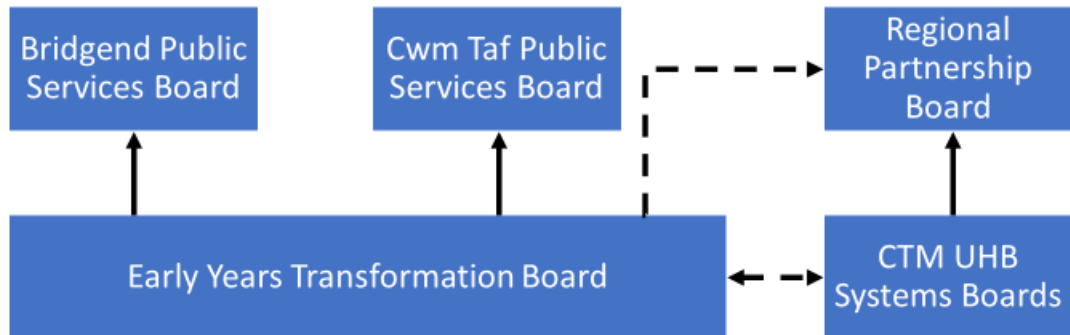 Bridgend Public
Services Board
Cwm Taf Public
Services Board
Regional
Partnership
Board
Early Years Transformation Board
CTM UHB
Systems Boards